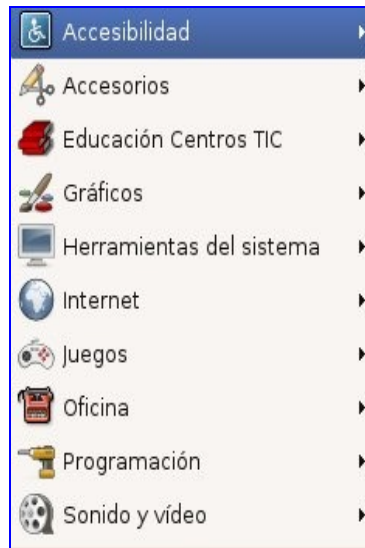 Accesibilidad
Accesorios
Educación Centros TIC
Gráficos
Herramientas del sistema
Internet
Juegos
Oficina
Programación
Sonido y vídeo